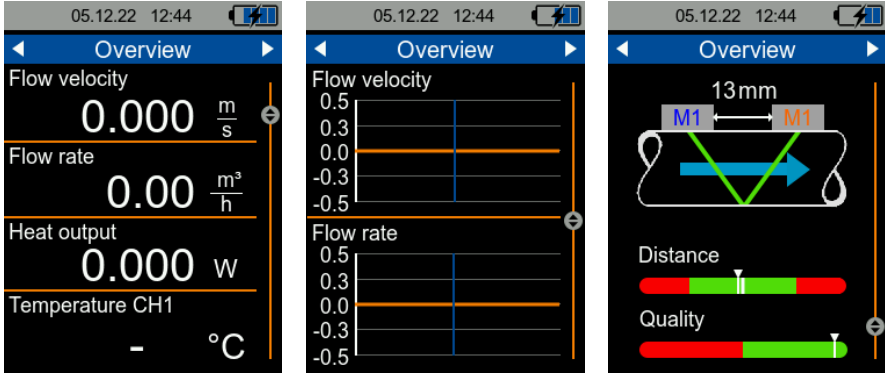 05.12.22 12:44
Overview
Flow velocity
0.000 m/s
Flow rate
0.00 m³/h
Heat output
0.000 W
Temperature CH1
- °C
05.12.22 12:44
Overview
Flow velocity
0.5
0.3
0.0
-0.3
-0.5
Flow rate
0.5
0.3
0.0
-0.3
-0.5
05.12.22 12:44
Overview
13mm
M1 M1
Distance
Quality